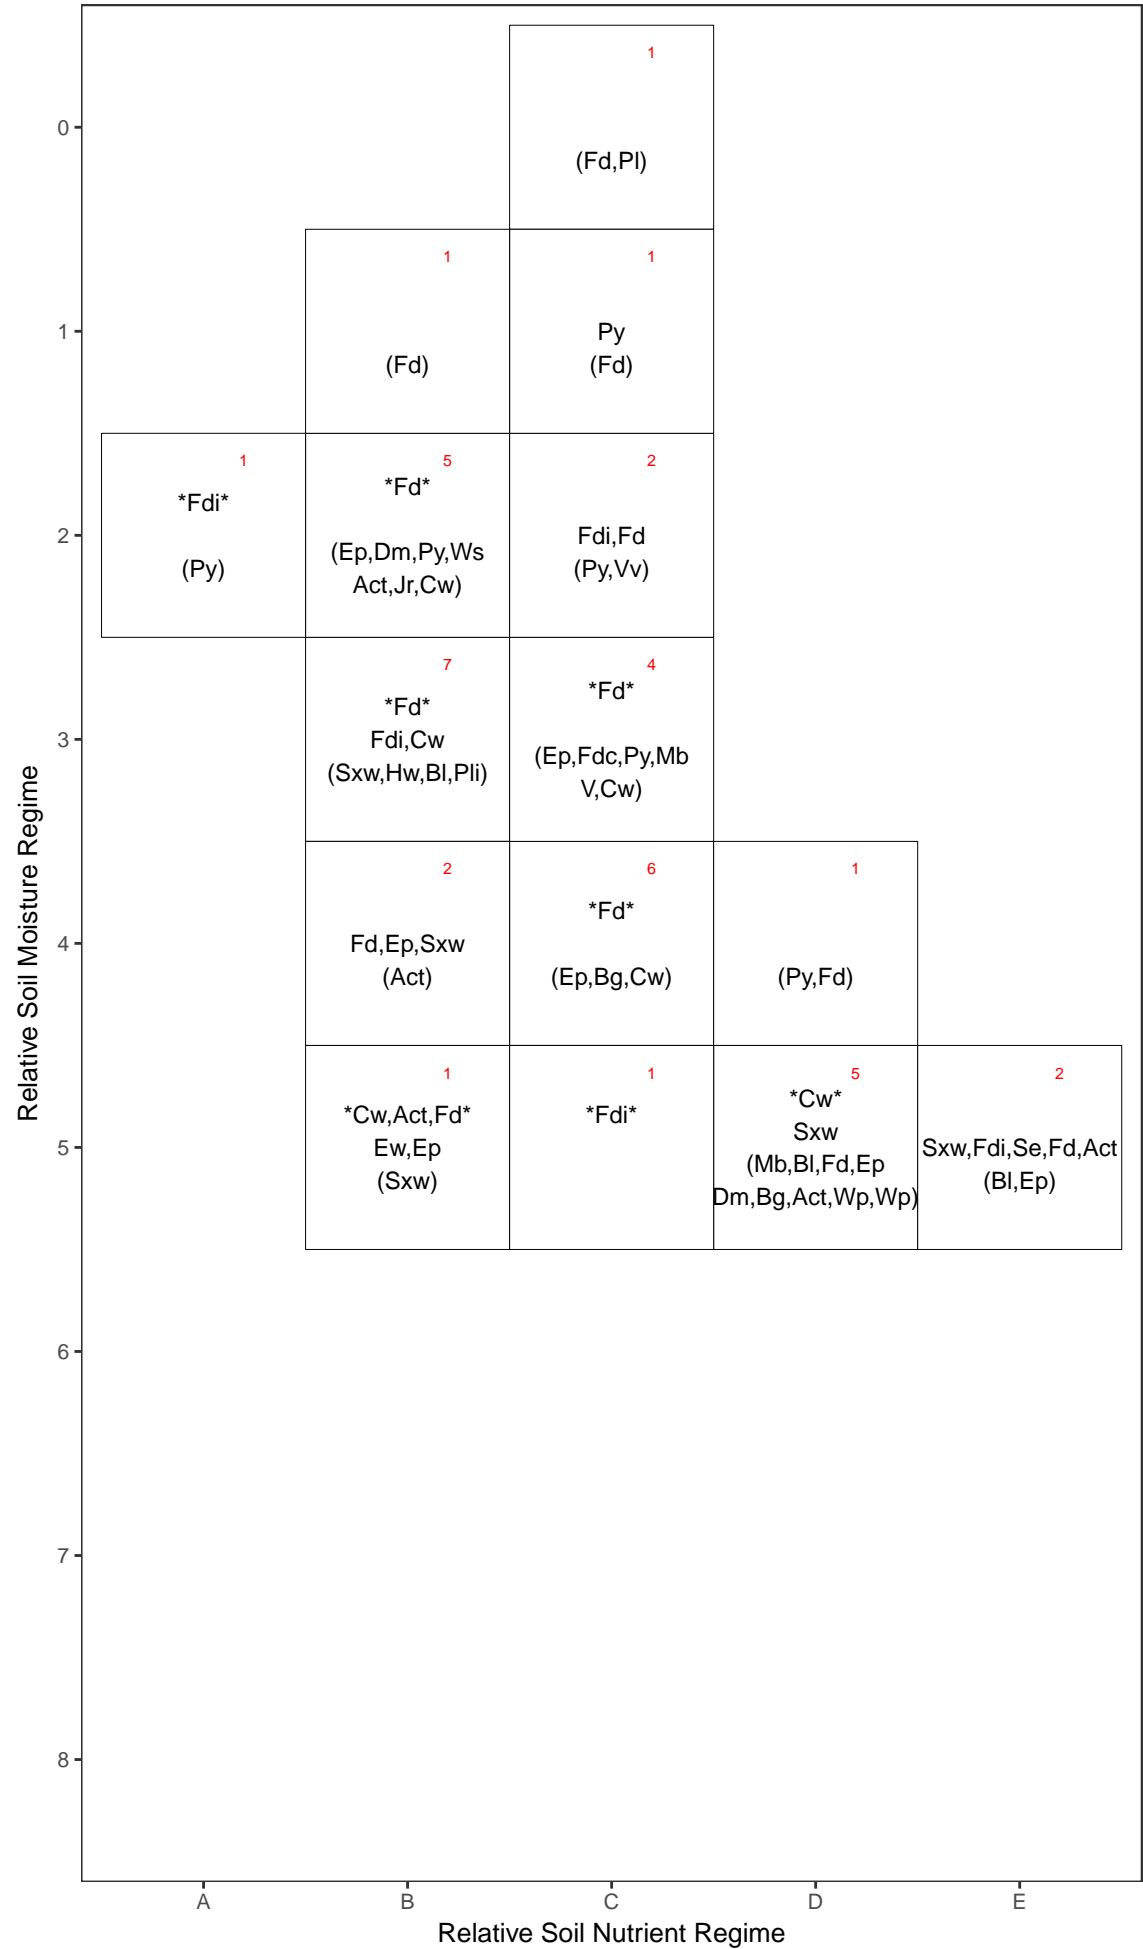 1
0
(Fd,Pl)
1
1
1
Py
(Fd)
(Fd)
1
5
2
*Fdi*
*Fd*
2
Fdi,Fd
(Py)
(Ep,Dm,Py,Ws
Act,Jr,Cw)
(Py,Vv)
7
4
*Fd*
*Fd*
3
Fdi,Cw
(Sxw,Hw,Bl,Pli)
(Ep,Fdc,Py,Mb
V,Cw)
2
6
1
*Fd*
4
Fd,Ep,Sxw
(Act)
(Ep,Bg,Cw)
(Py,Fd)
1
1
5
2
*Cw,Act,Fd*
Ew,Ep
(Sxw)
*Fdi*
*Cw*
Sxw
(Mb,Bl,Fd,Ep
Dm,Bg,Act,Wp,Wp)
Sxw,Fdi,Se,Fd,Act
(Bl,Ep)
5
6
7
8
Relative Soil Moisture Regime
A
B
C
D
E
Relative Soil Nutrient Regime